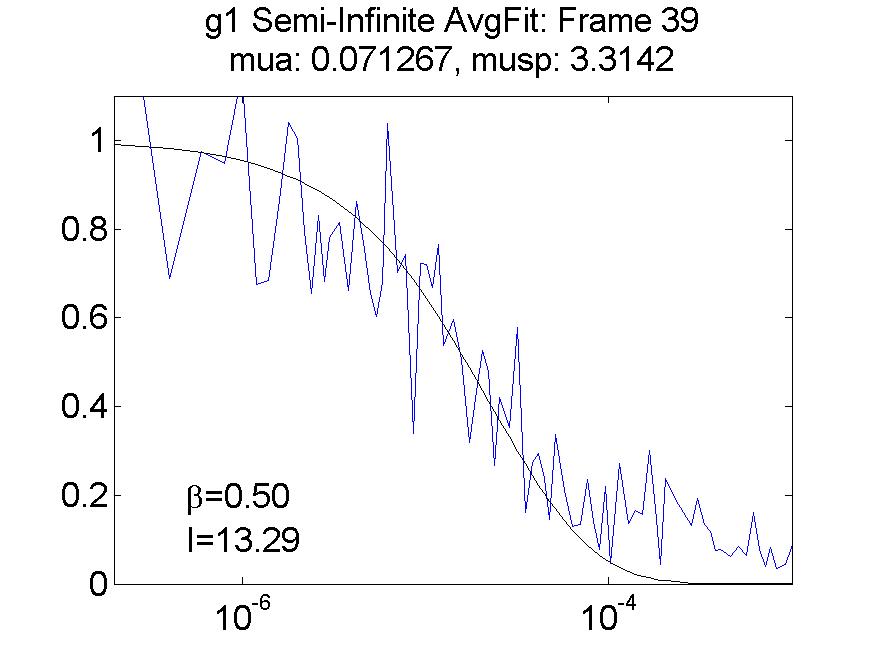 g1 Semi-Infinite AvgFit: Frame 39
mua: 0.071267, musp: 3.3142
1
0.8
0.6
0.4
0.2
0
β=0.50
I=13.29
10^-6 10^-4